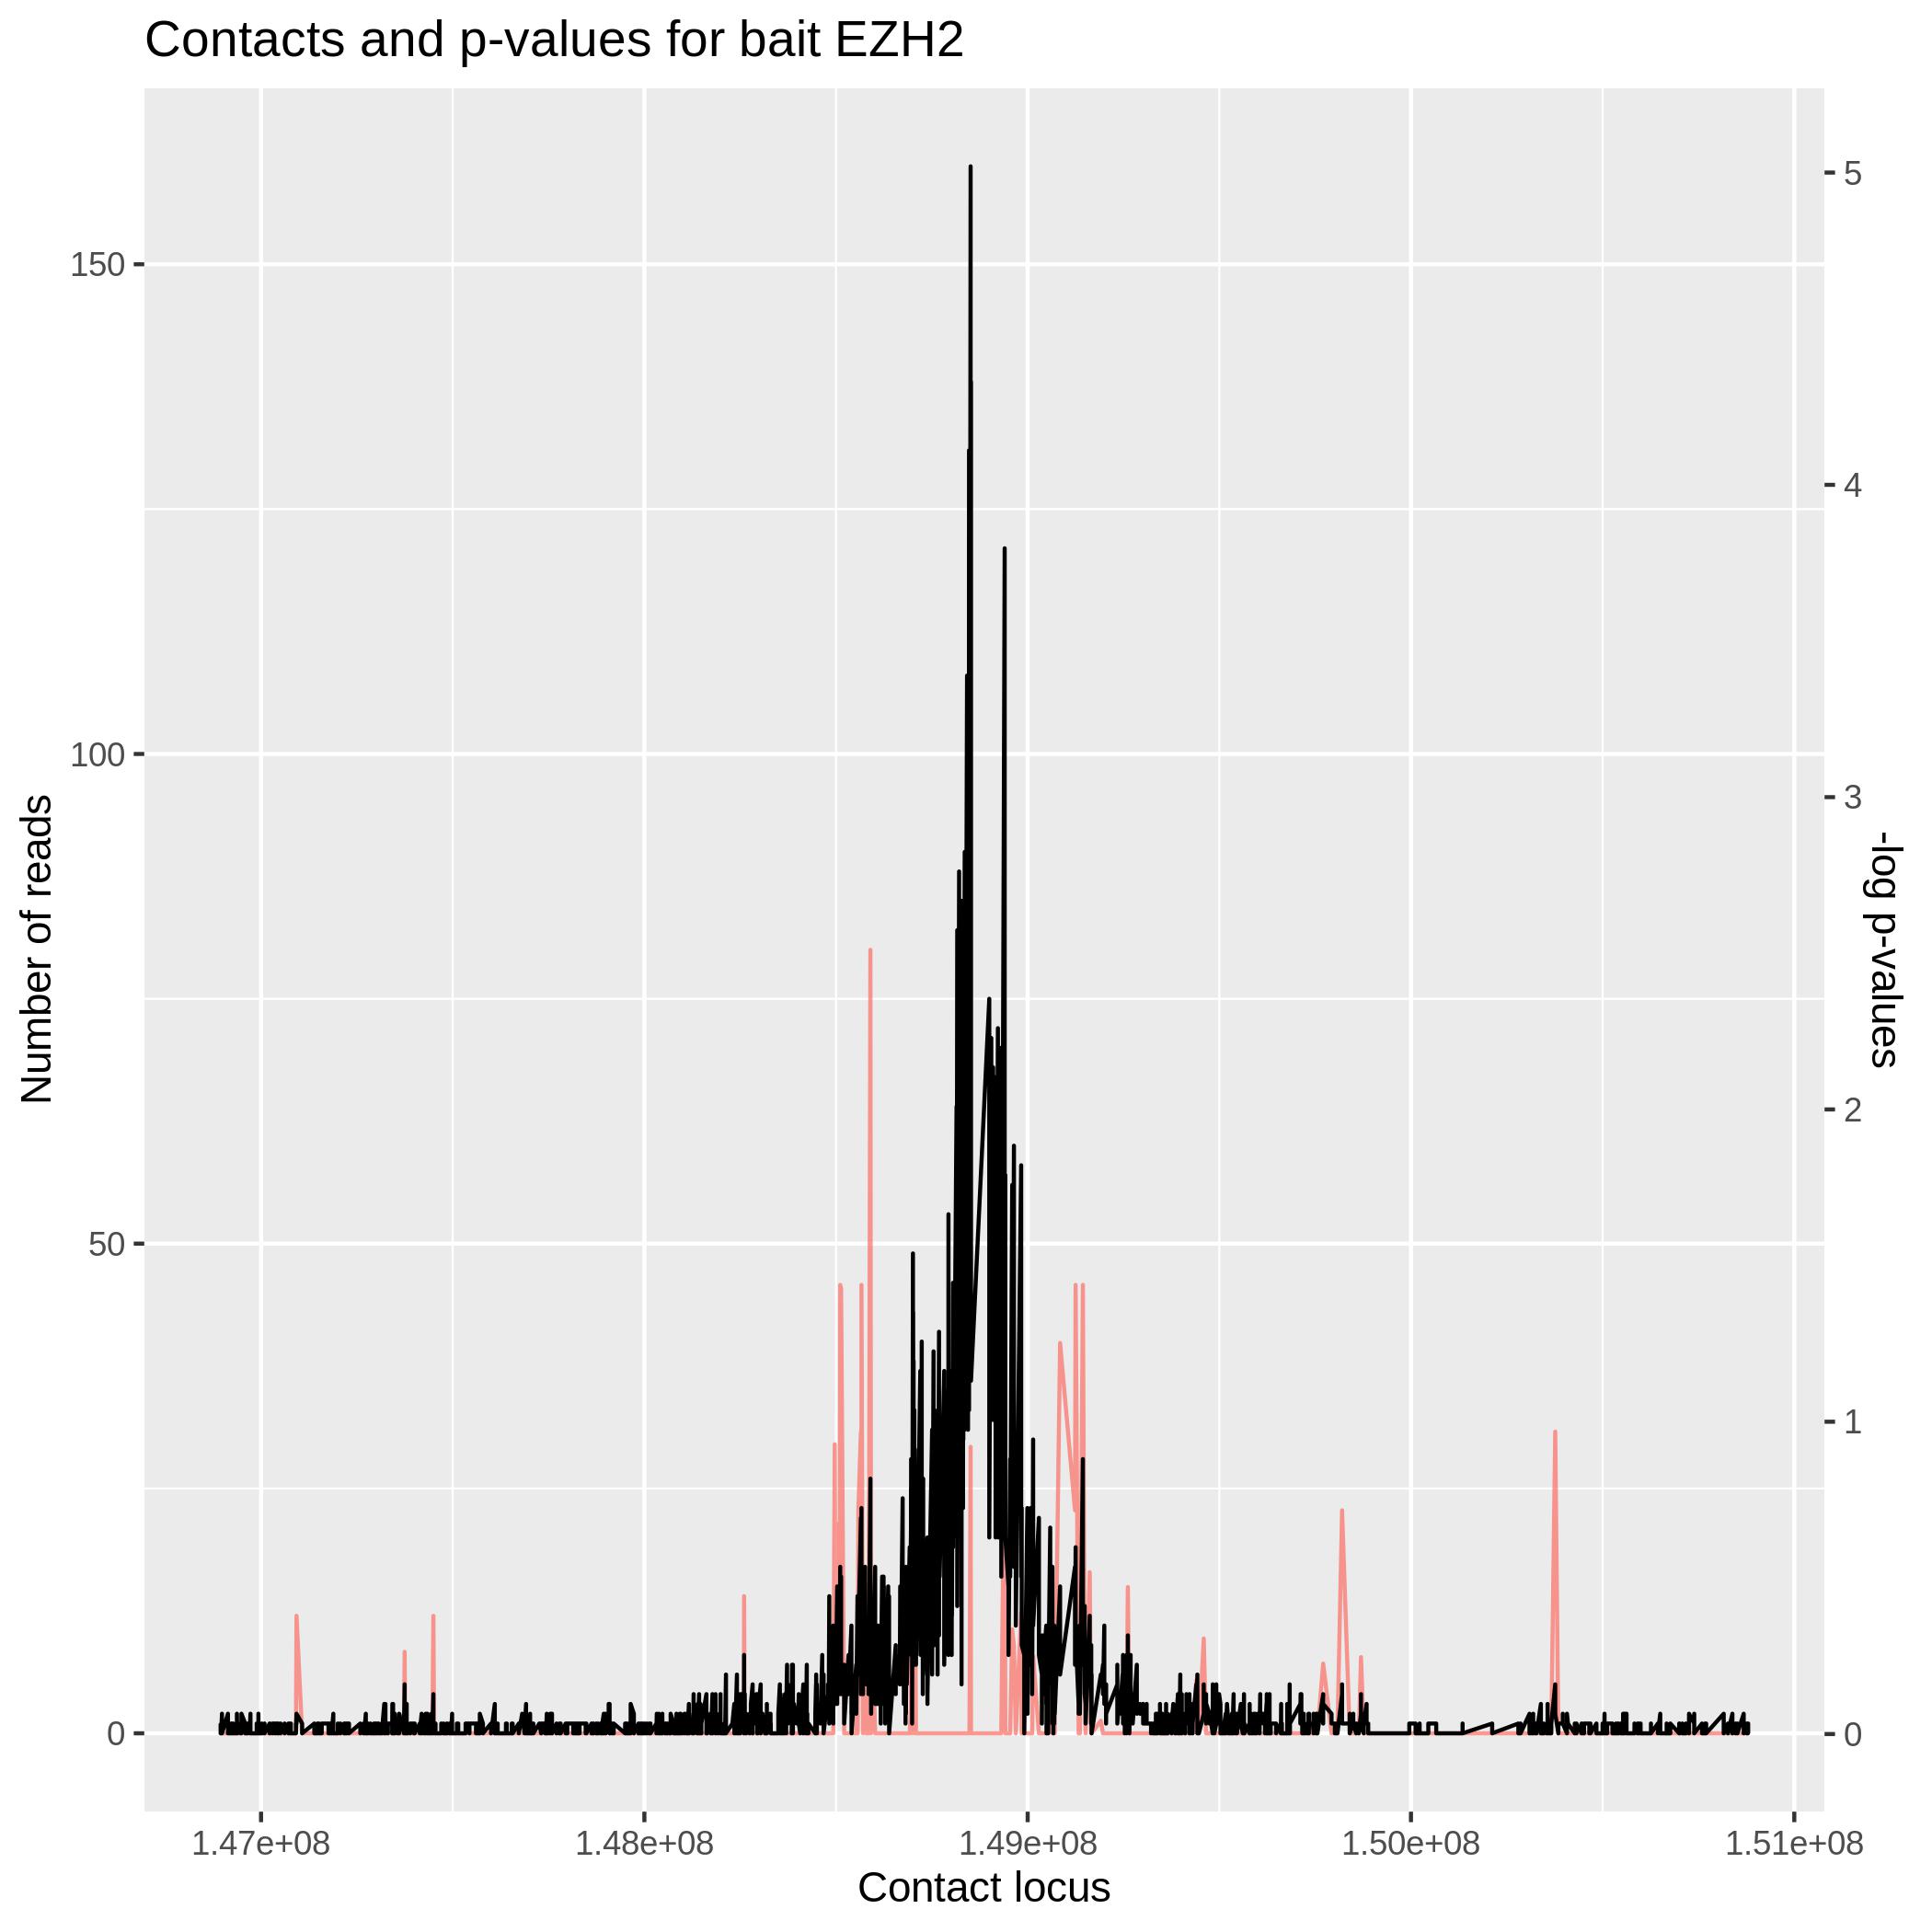 Contacts and p-values for bait EZH2
Number of reads
150
100
50
0
5
4
3
2
1
0
-log p-values
1.47e+08 1.48e+08 1.49e+08 1.50e+08 1.51e+08
Contact locus